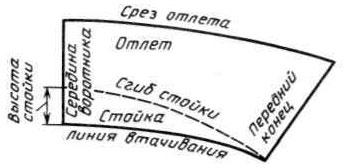 Срез отлета
Отлет
Высота
стойки
Середина
воротника
Сгиб стойки
Стойка
Передний
конец
линия втачивания